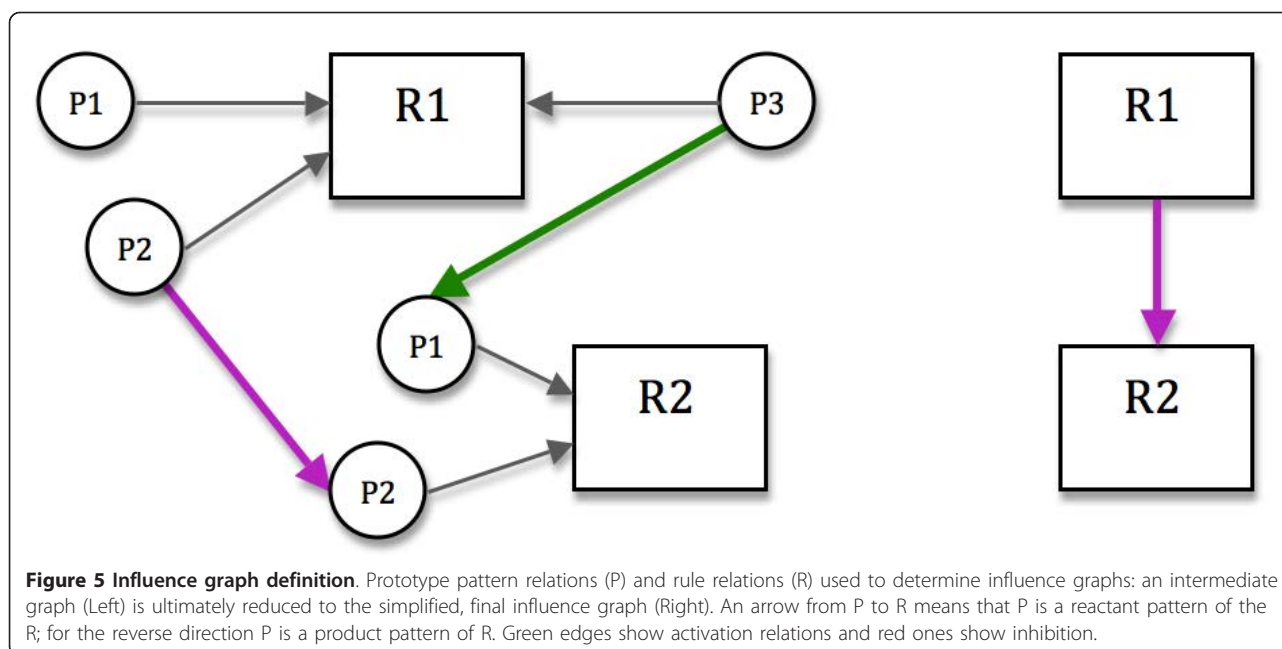 P1
R1
P3
R1
P2
P1
R2
R2
P2
Figure 5 Influence graph definition. Prototype pattern relations (P) and rule relations (R) used to determine influence graphs: an intermediate
graph (Left) is ultimately reduced to the simplified, final influence graph (Right). An arrow from P to R means that P is a reactant pattern of the
R; for the reverse direction P is a product pattern of R. Green edges show activation relations and red ones show inhibition.